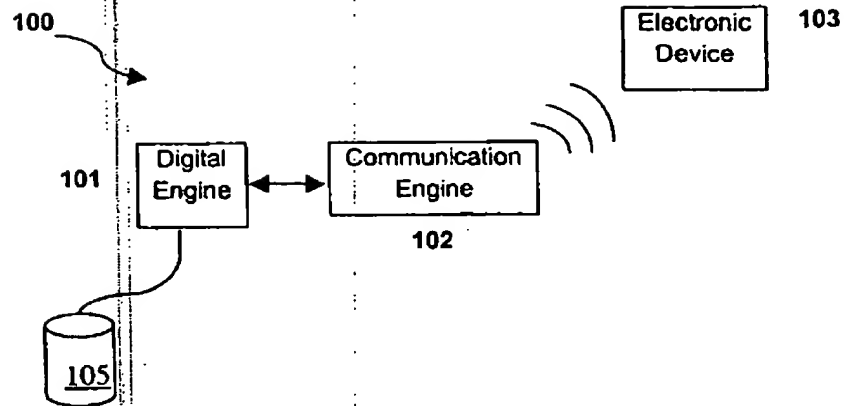 100
Electronic
Device
103
101
Digital
Engine
Communication
Engine
102
105